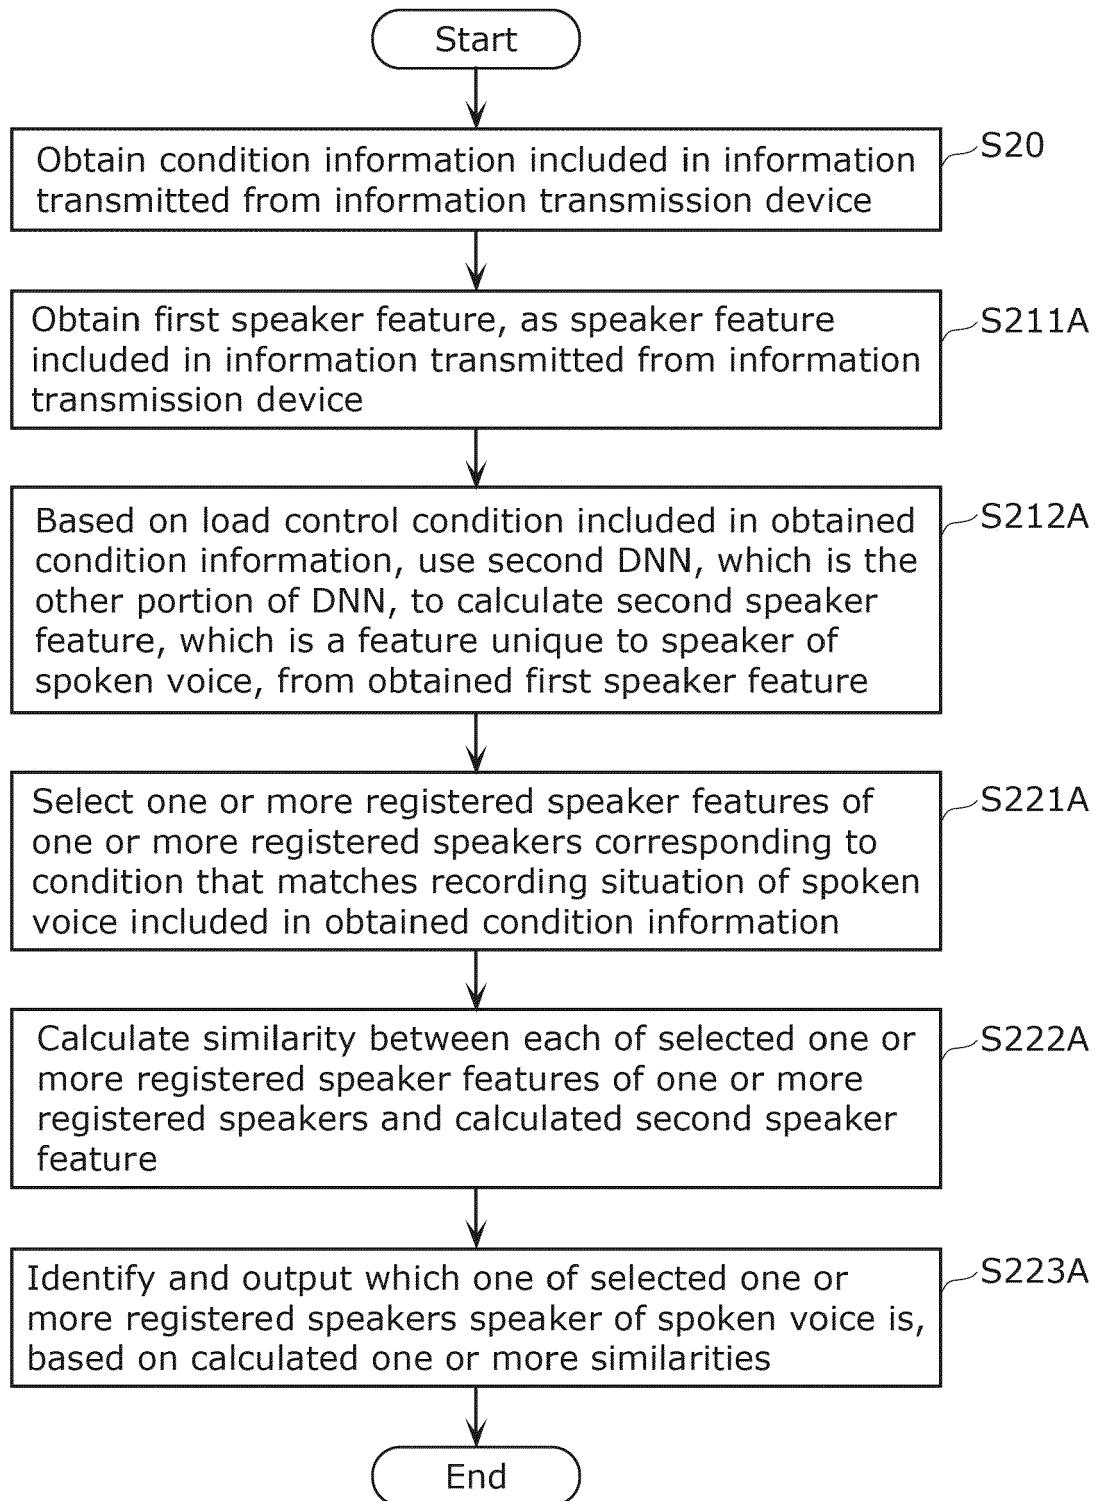 Start
Obtain condition information included in information
transmitted from information transmission device
S20
Obtain first speaker feature, as speaker feature
included in information transmitted from information
transmission device
S211A
Based on load control condition included in obtained
condition information, use second DNN, which is the
other portion of DNN, to calculate second speaker
feature, which is a feature unique to speaker of
spoken voice, from obtained first speaker feature
S212A
Select one or more registered speaker features of
one or more registered speakers corresponding to
condition that matches recording situation of spoken
voice included in obtained condition information
S221A
Calculate similarity between each of selected one or
more registered speaker features of one or more
registered speakers and calculated second speaker
feature
S222A
Identify and output which one of selected one or
more registered speakers speaker of spoken voice is,
based on calculated one or more similarities
S223A
End